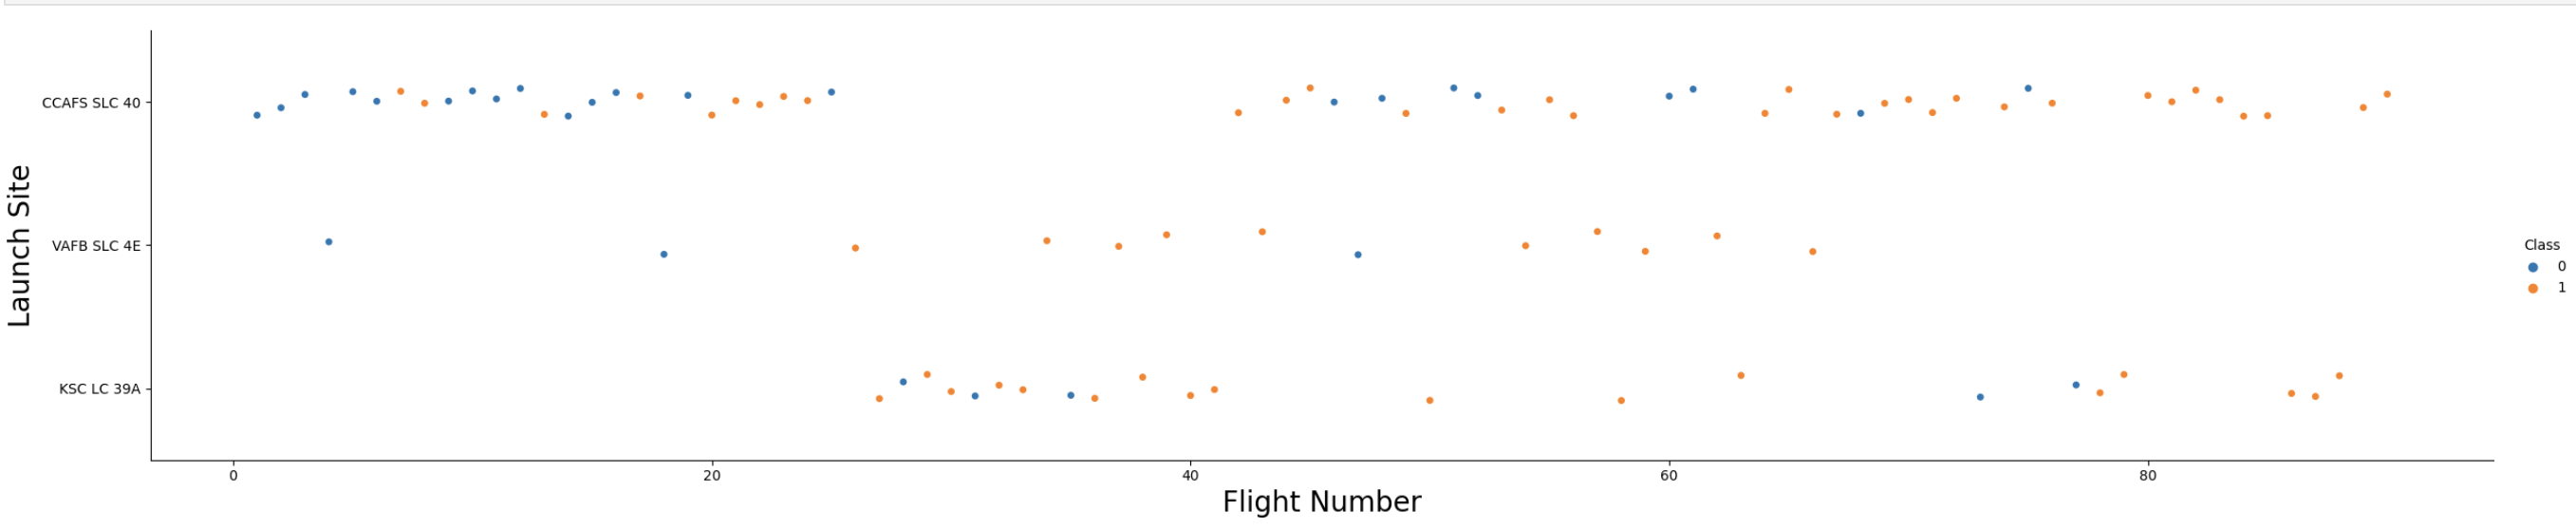 CCAFS SLC 40
VAFB SLC 4E
KSC LC 39A
Launch Site
0 20 40 60 80
Flight Number
Class
0
1